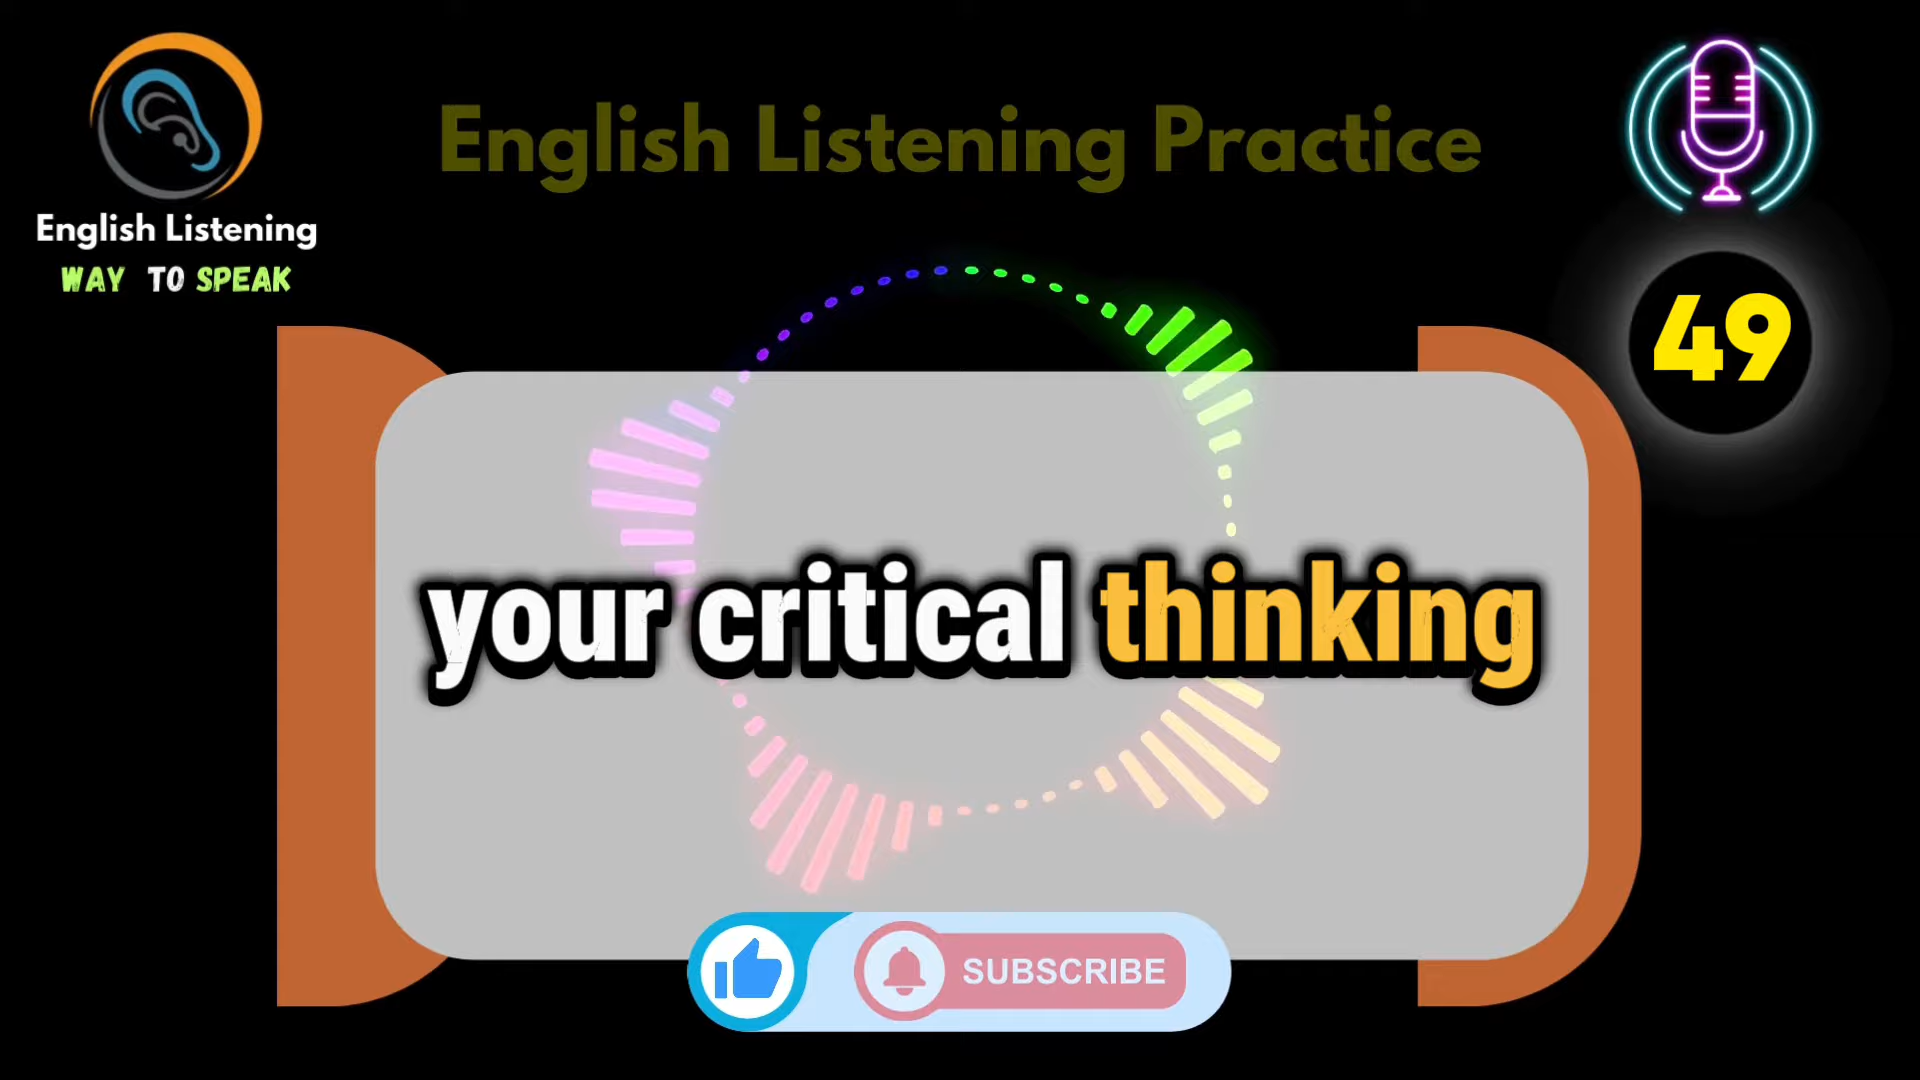 English Listening Practice
English Listening
WAY TO SPEAK
49
your critical thinking
SUBSCRIBE